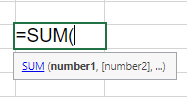 =SUM(
SUM (number1, [number2], ...)